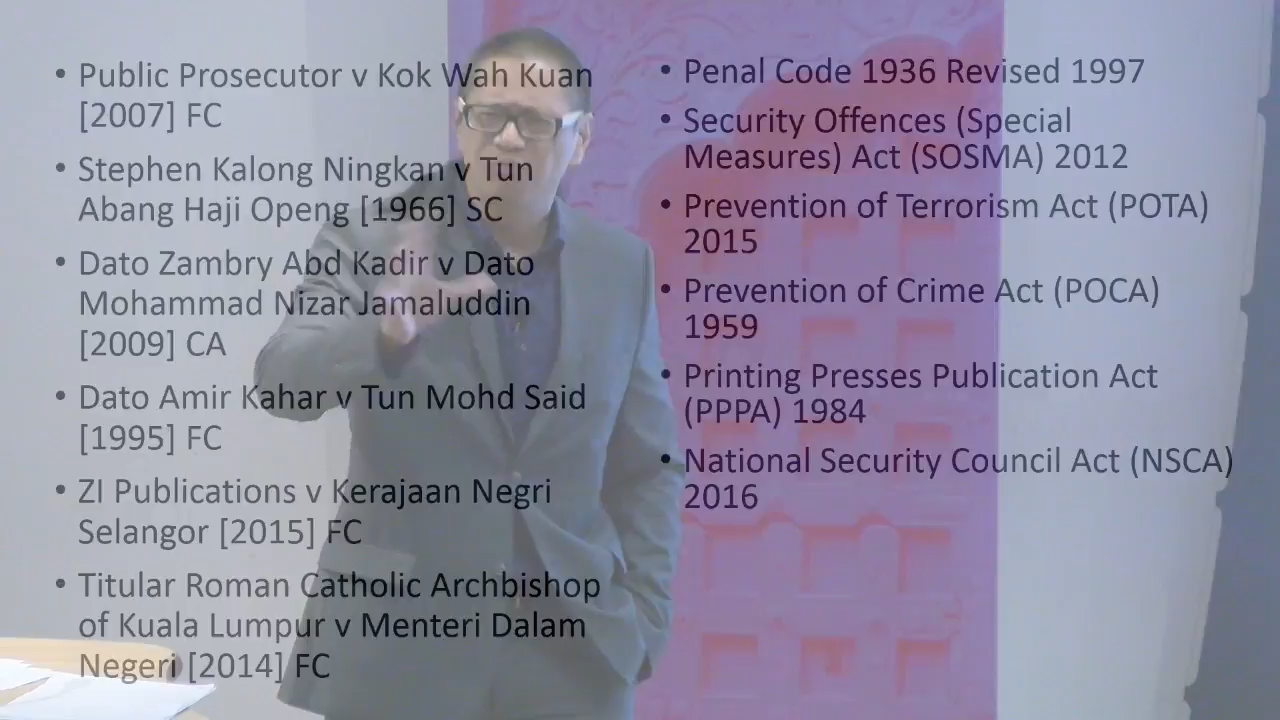 • Public Prosecutor v Kok Wah Kuan
[2007] FC
• Stephen Kalong Ningkan v Tun
Abang Haji Openg [1966] SC
• Dato Zambry Abd Kadir v Dato
Mohammad Nizar Jamaluddin
[2009] CA
• Dato Amir Kahar v Tun Mohd Said
[1995] FC
• ZI Publications v Kerajaan Negri
Selangor [2015] FC
• Titular Roman Catholic Archbishop
of Kuala Lumpur v Menteri Dalam
Negeri [2014] FC
• Penal Code 1936 Revised 1997
• Security Offences (Special
Measures) Act (SOSMA) 2012
• Prevention of Terrorism Act (POTA)
2015
• Prevention of Crime Act (POCA)
1959
• Printing Presses Publication Act
(PPPA) 1984
• National Security Council Act (NSCA)
2016